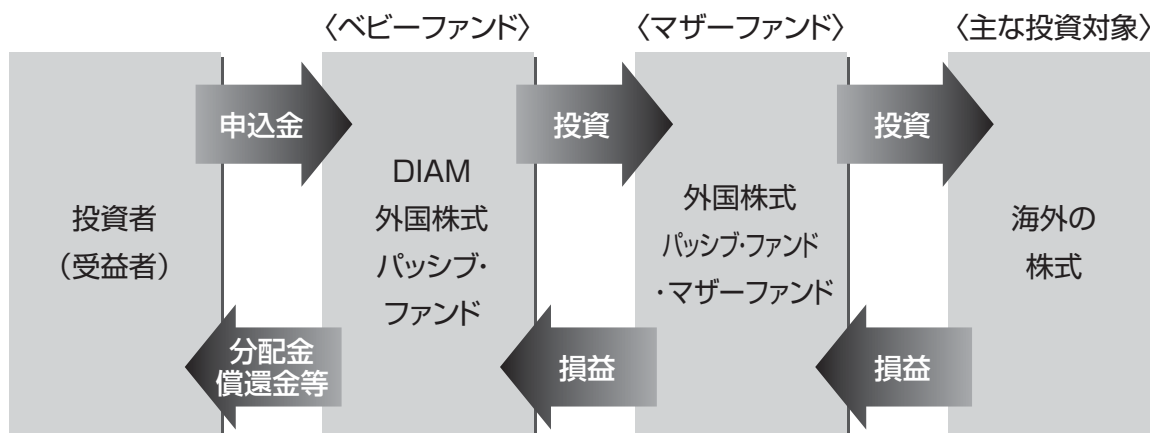 〈ベビーファンド〉
〈マザーファンド〉
〈主な投資対象〉
申込金
投資
投資
投資者
（受益者）
DIAM
外国株式
パッシブ・
ファンド
外国株式
パッシブ・ファンド
・マザーファンド
海外の
株式
分配金
償還金等
損益
損益